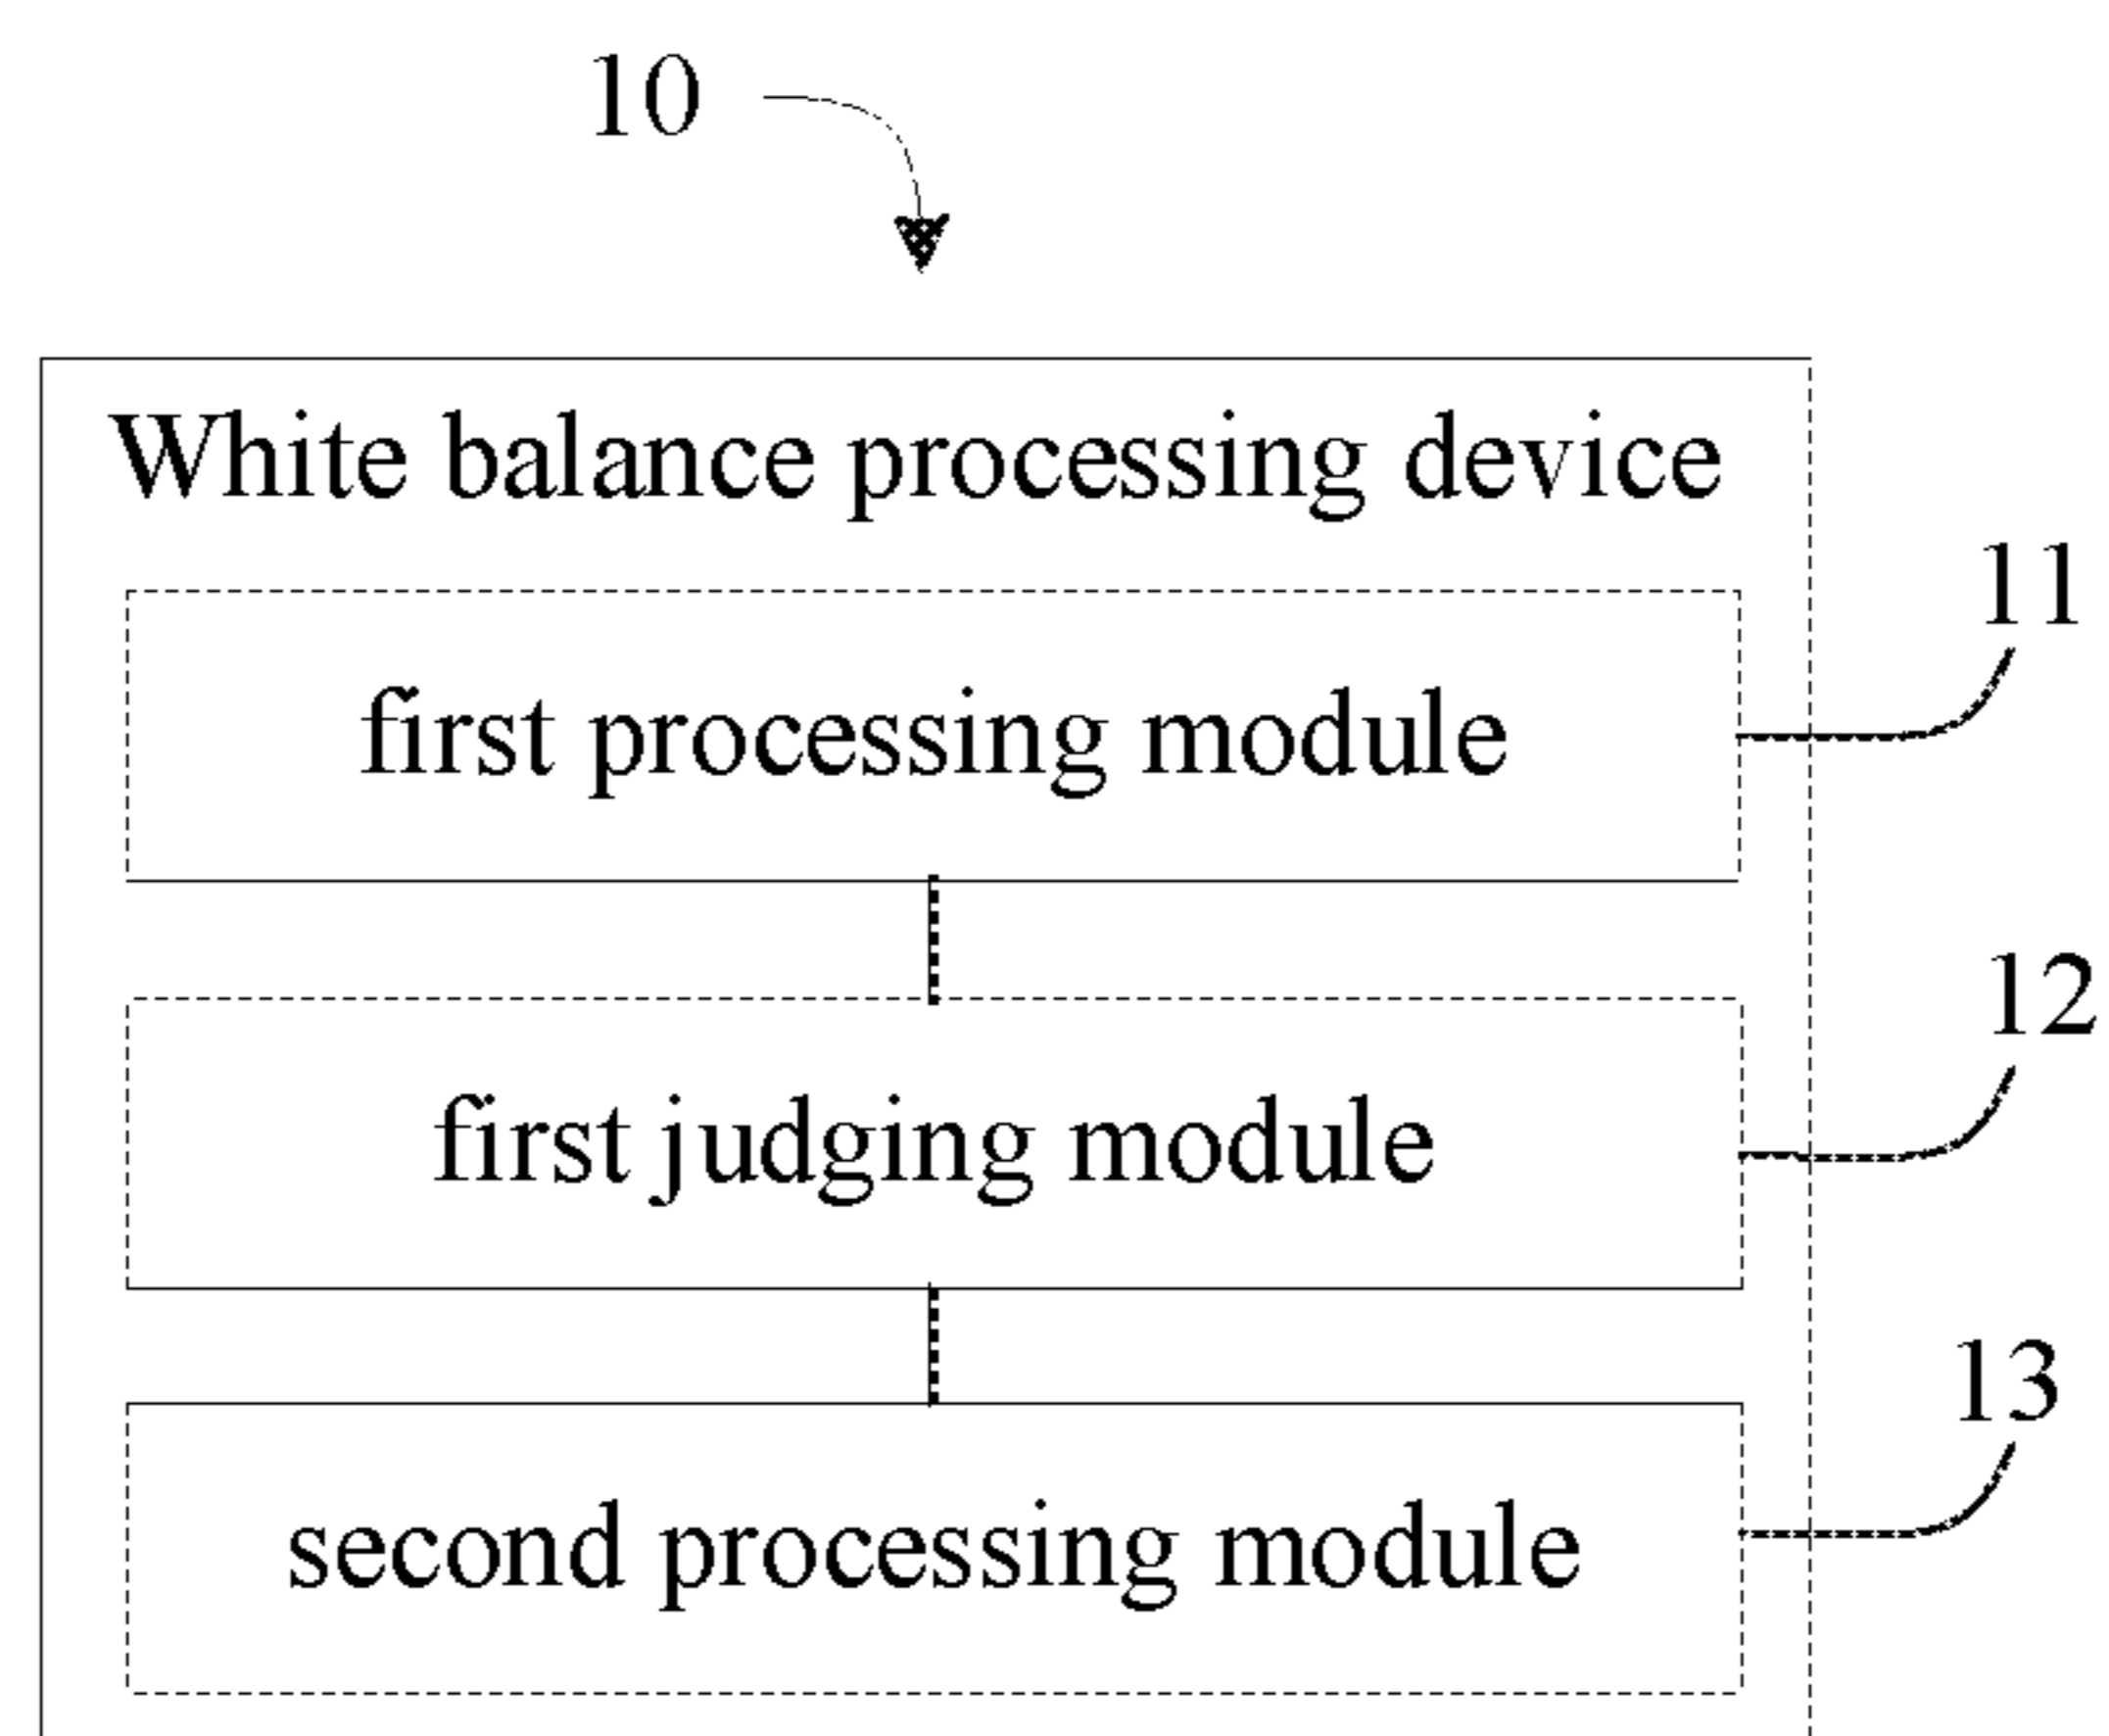 10
White balance processing device
11
first processing module
12
first judging module
13
second processing module